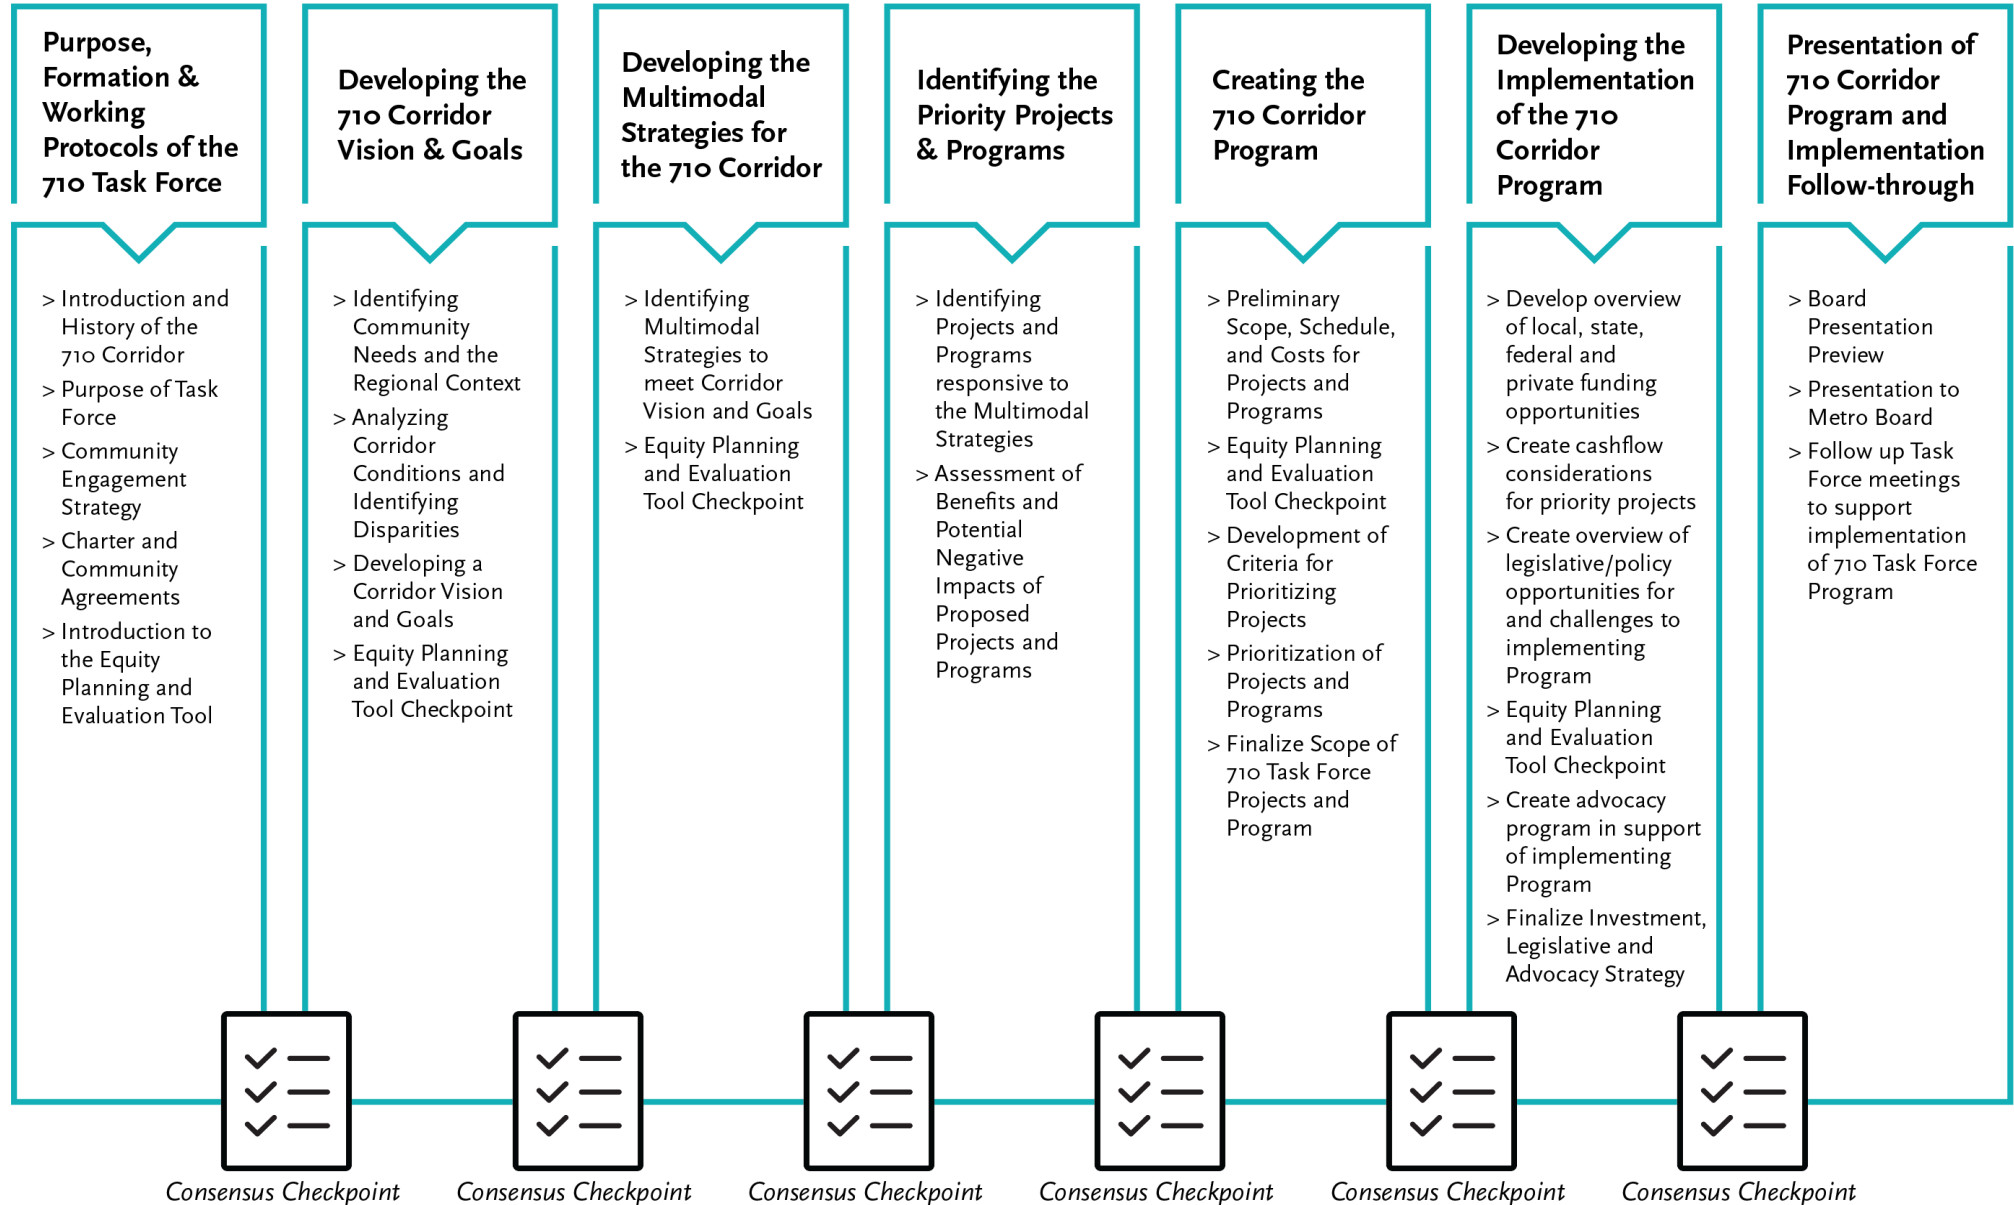 Purpose,
Formation &
Working
Protocols of the
710 Task Force
> Introduction and
History of the
710 Corridor
> Purpose of Task
Force
> Community
Engagement
Strategy
> Charter and
Community
Agreements
> Introduction to
the Equity
Planning and
Evaluation Tool
Developing the
710 Corridor
Vision & Goals
> Identifying
Community
Needs and the
Regional Context
> Analyzing
Corridor
Conditions and
Identifying
Disparities
> Developing a
Corridor Vision
and Goals
> Equity Planning
and Evaluation
Tool Checkpoint
Developing the
Multimodal
Strategies for
the 710 Corridor
> Identifying
Multimodal
Strategies to
meet Corridor
Vision and Goals
> Equity Planning
and Evaluation
Tool Checkpoint
Identifying the
Priority Projects
& Programs
> Identifying
Projects and
Programs
responsive to
the Multimodal
Strategies
> Assessment of
Benefits and
Potential
Negative
Impacts of
Proposed
Projects and
Programs
Creating the
710 Corridor
Program
> Preliminary
Scope, Schedule,
and Costs for
Projects and
Programs
> Equity Planning
and Evaluation
Tool Checkpoint
> Development of
Criteria for
Prioritizing
Projects
> Prioritization of
Projects and
Programs
> Finalize Scope of
710 Task Force
Projects and
Program
Developing the
Implementation
of the 710
Corridor
Program
> Develop overview
of local, state,
federal and
private funding
opportunities
> Create cashflow
considerations
for priority projects
> Create overview of
legislative/policy
opportunities for
and challenges to
implementing
Program
> Equity Planning
and Evaluation
Tool Checkpoint
> Create advocacy
program in support
of implementing
Program
> Finalize Investment,
Legislative and
Advocacy Strategy
Presentation of
710 Corridor
Program and
Implementation
Follow-through
> Board
Presentation
Preview
> Presentation to
Metro Board
> Follow up Task
Force meetings
to support
implementation
of 710 Task Force
Program
Consensus Checkpoint
Consensus Checkpoint
Consensus Checkpoint
Consensus Checkpoint
Consensus Checkpoint
Consensus Checkpoint